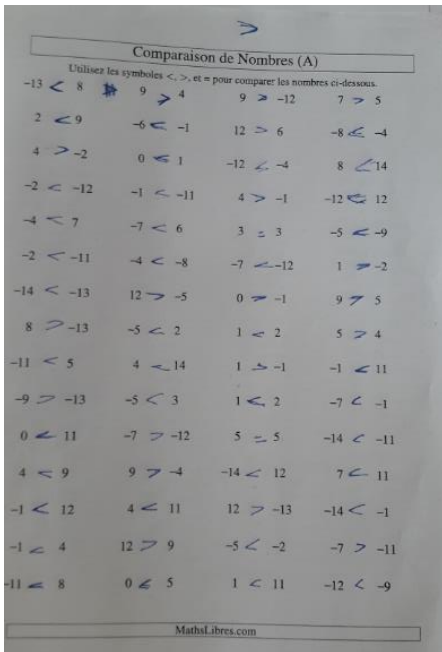 >
Comparaison de Nombres (A)
Utilisez les symboles <, >, et = pour comparer les nombres ci-dessous.
-13 < 8 9 > 4 9 > -12 7 > 5
2 < 9 -6 < -1 12 > 6 -8 < -4
4 > -2 0 < 1 -12 < -4 8 < 14
-2 < -12 -1 < -11 4 > -1 -12 < 12
-4 < 7 -7 < 6 3 = 3 -5 < -9
-2 < -11 -4 < -8 -7 < -12 1 > -2
-14 < -13 12 > -5 0 > -1 9 > 5
8 > -13 -5 < 2 1 < 2 5 > 4
-11 < 5 4 < 14 1 > -1 -1 < 11
-9 > -13 -5 < 3 1 < 2 -7 < -1
0 < 11 -7 > -12 5 = 5 -14 < -11
4 < 9 9 > -4 -14 < 12 7 < 11
-1 < 12 4 < 11 12 > -13 -14 < -1
-1 < 4 12 > 9 -5 < -2 -7 > -11
-11 < 8 0 < 5 1 < 11 -12 < -9
MathsLibres.com